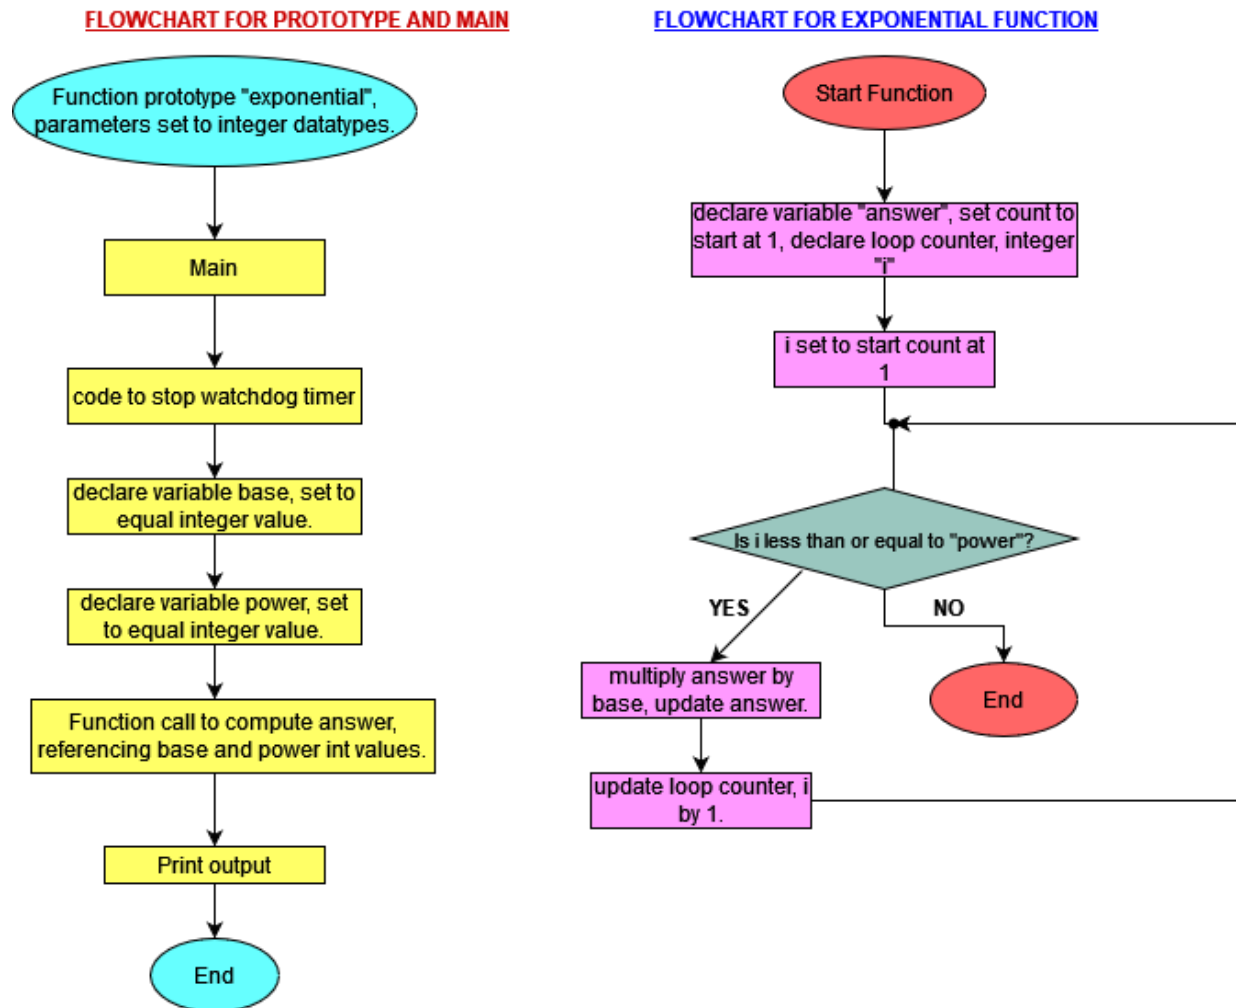 FLOWCHART FOR PROTOTYPE AND MAIN
Function prototype "exponential",
parameters set to integer datatypes.
Main
code to stop watchdog timer
declare variable base, set to
equal integer value.
declare variable power, set
to equal integer value.
Function call to compute answer,
referencing base and power int values.
Print output
End
FLOWCHART FOR EXPONENTIAL FUNCTION
Start Function
declare variable "answer", set count to
start at 1, declare loop counter, integer
"i"
i set to start count at
1
Is i less than or equal to "power"?
YES
NO
multiply answer by
base, update answer.
End
update loop counter, i
by 1.